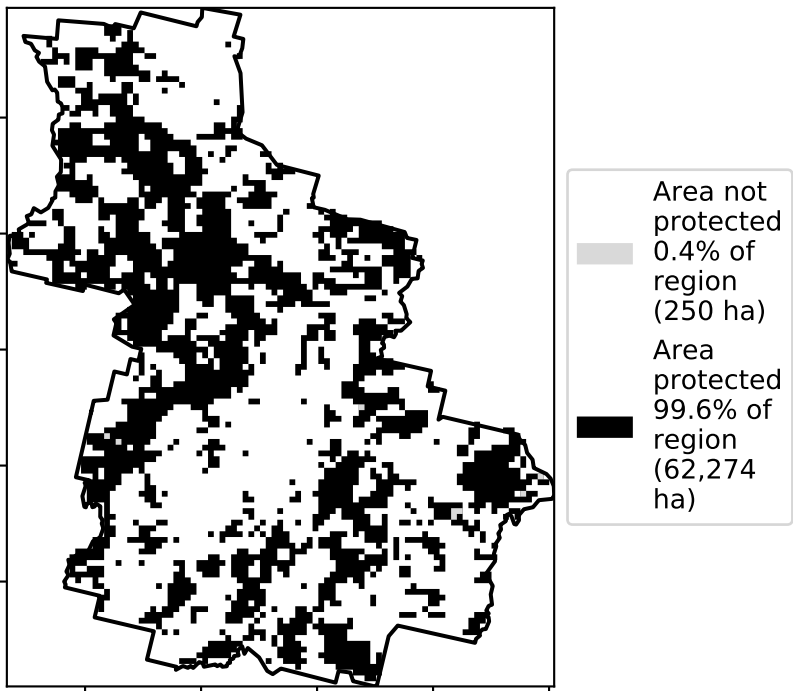 Area not
protected
0.4% of
region
(250 ha)
Area
protected
99.6% of
region
(62,274
ha)